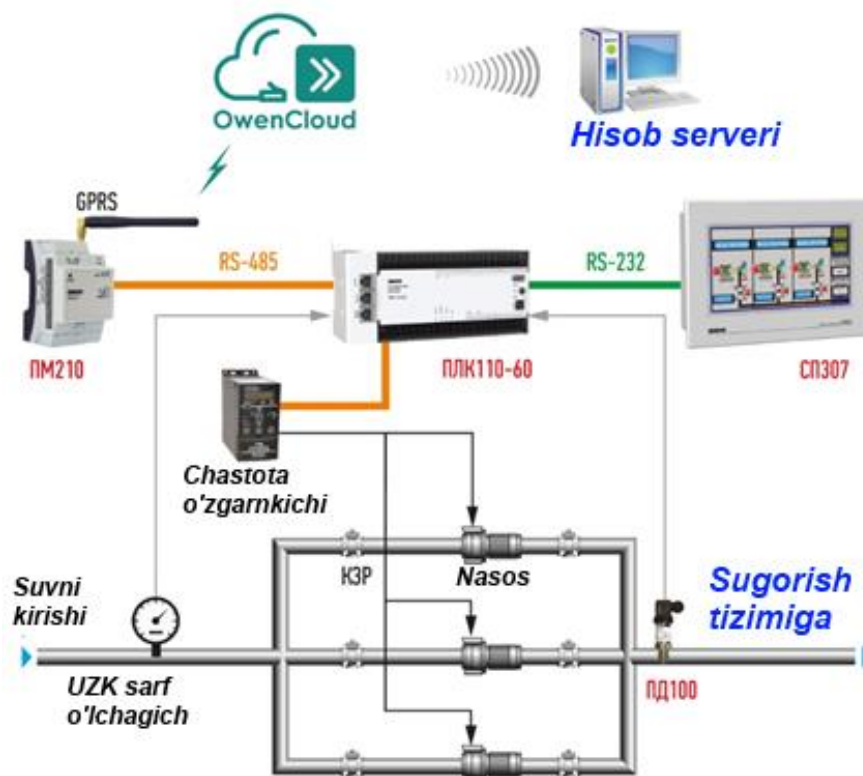 OwenCloud
Hisob serveri
GPRS
RS-485
RS-232
ПМ210
ПЛК110-60
СП307
Chastota
o'zgarnkichi
Suvni
kirishi
КЗР
Nasos
Sugorish
tizimiga
UZK sarf
o'lchagich
ПД100